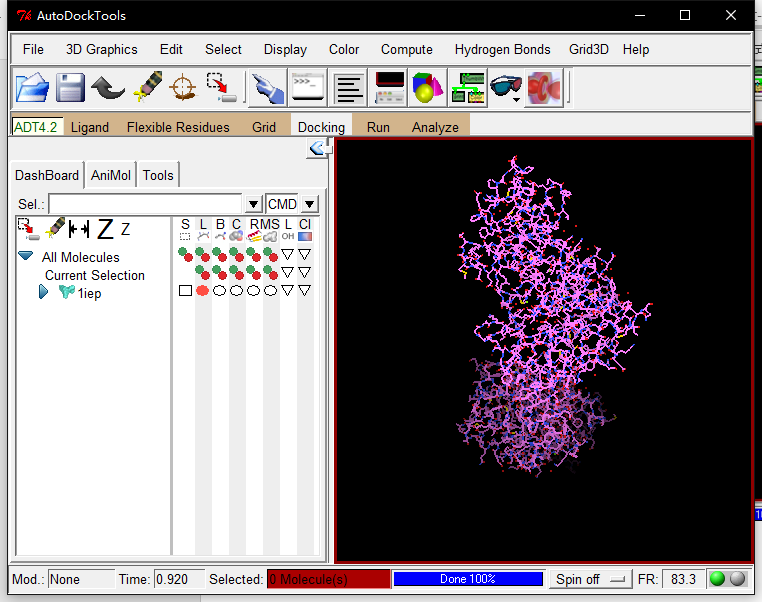 AutoDockTools
File 3D Graphics Edit Select Display Color Compute Hydrogen Bonds Grid3D Help
>>>_
ADT4.2 Ligand Flexible Residues Grid Docking Run Analyze
DashBoard AniMol Tools
Sel.: CMD
Z Z S L B C R MS L Cl
OH
All Molecules
Current Selection
1iep
Mod.: None Time: 0.920 Selected: 0 Molecule(s) Done 100% Spin off FR: 83.3